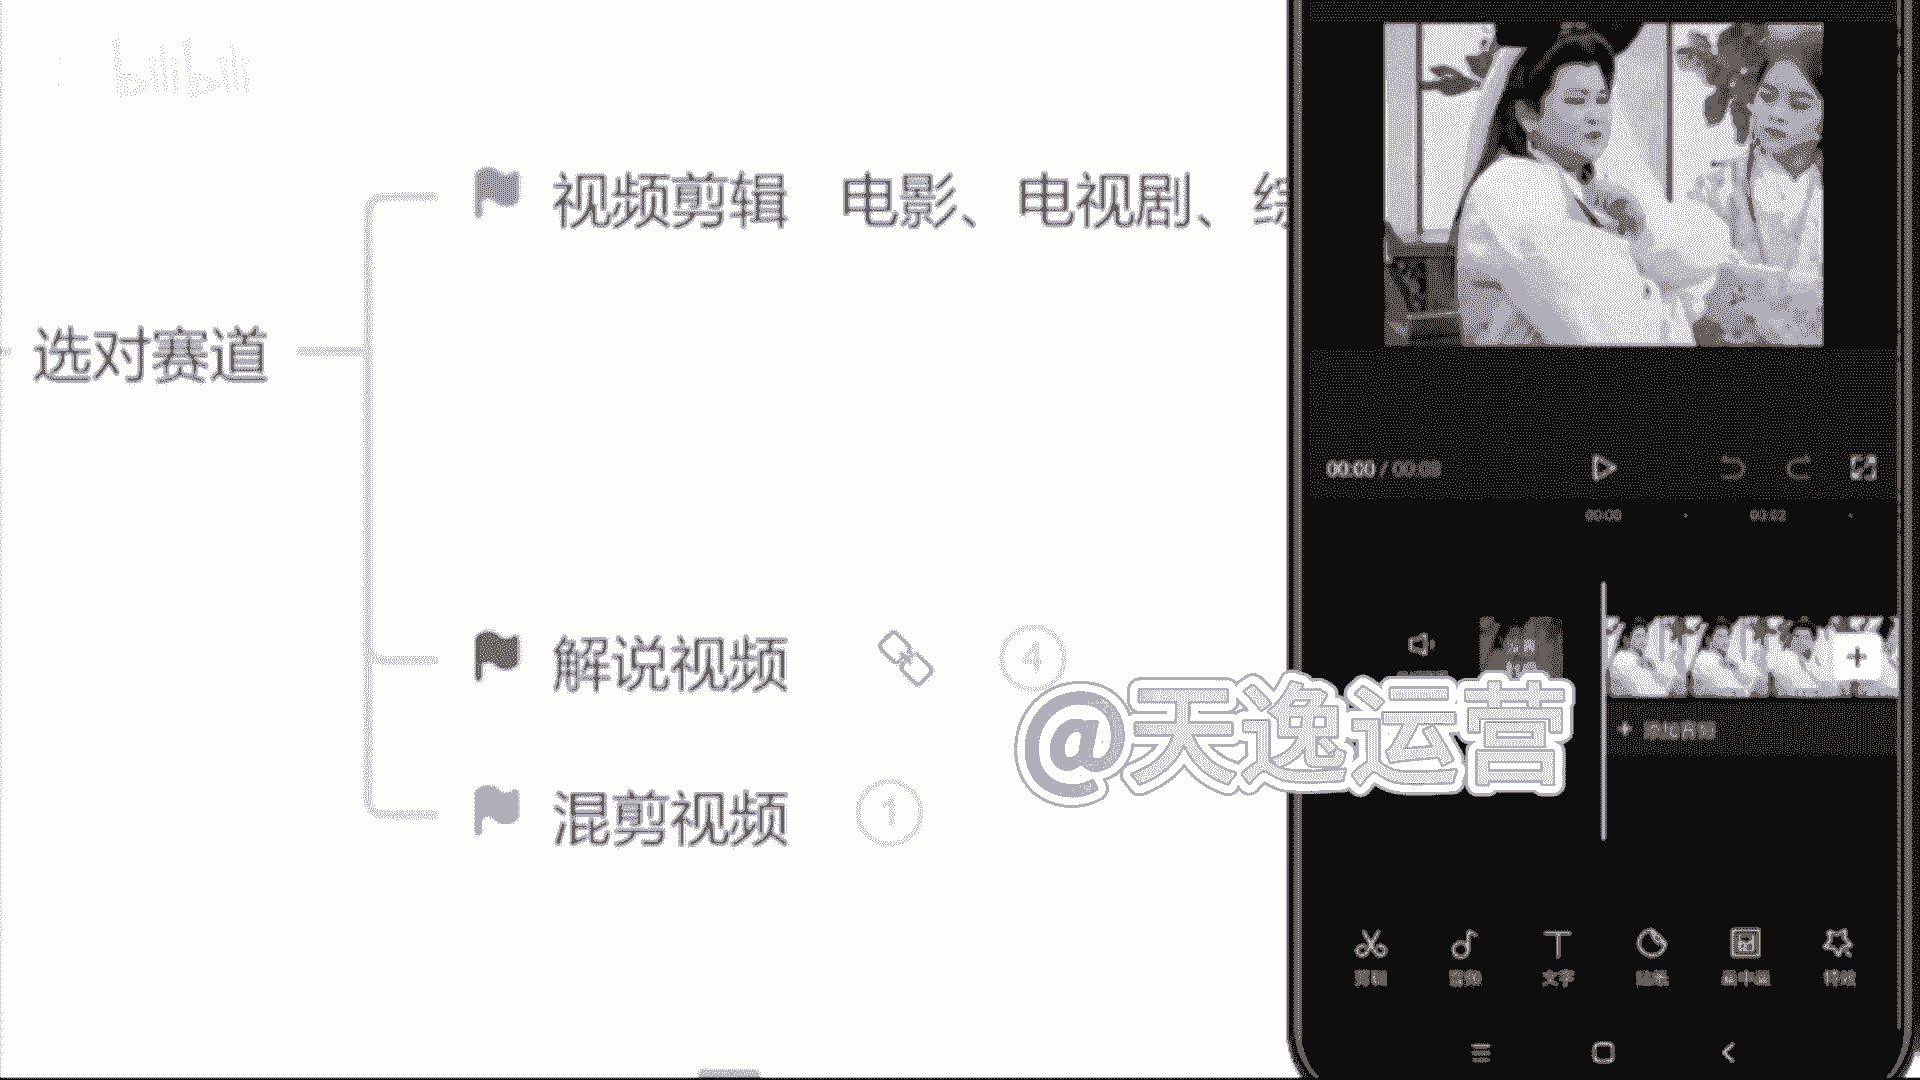 bilibili
视频剪辑 电影、电视剧、综
选对赛道
解说视频 4
混剪视频 1
@天逸运营
00:00 / 00:08
00:00 00:02
剪辑 音频 文字 贴纸 画中画 特效